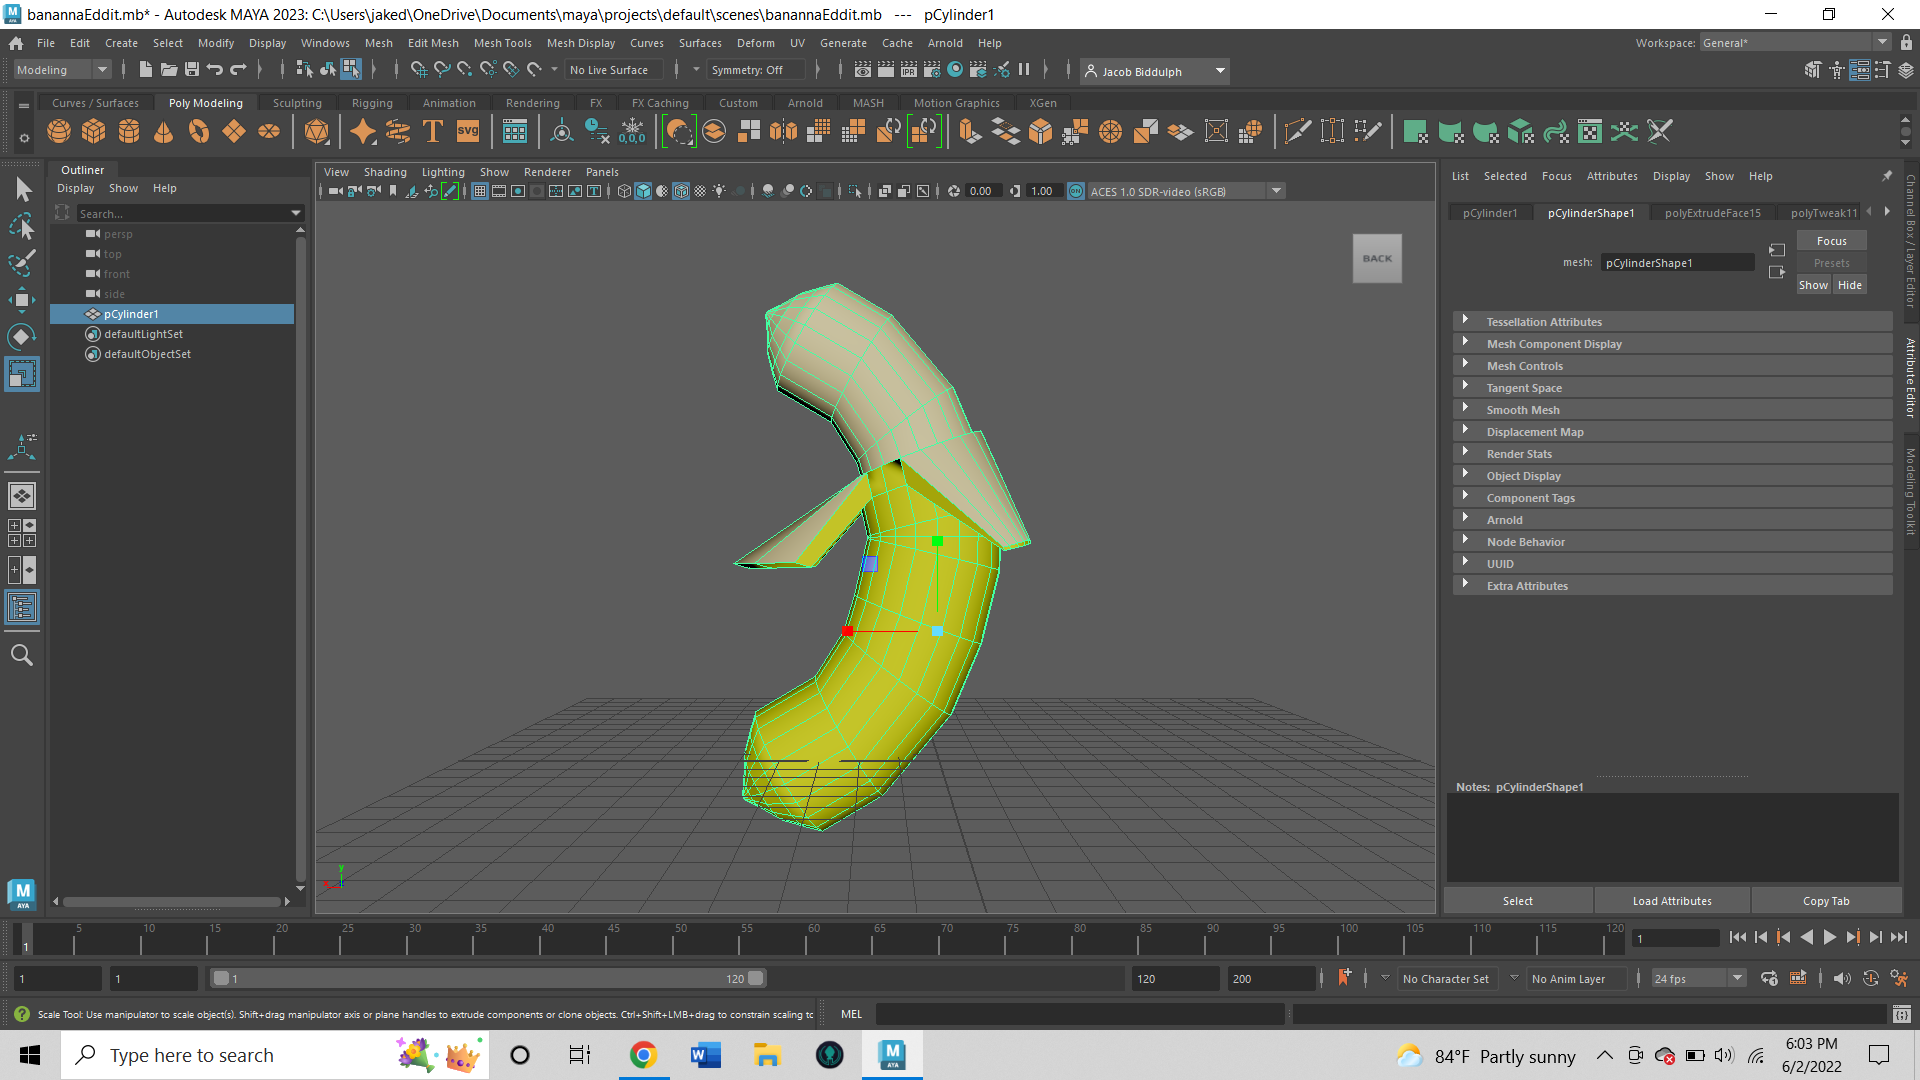 banannaEddit.mb* - Autodesk MAYA 2023: C:\Users\jaked\OneDrive\Documents\maya\projects\default\scenes\banannaEddit.mb --- pCylinder1
File Edit Create Select Modify Display Windows Mesh Edit Mesh Mesh Tools Mesh Display Curves Surfaces Deform UV Generate Cache Arnold Help Workspace: General*
Modeling No Live Surface Symmetry: Off IPR Jacob Biddulph
Curves / Surfaces Poly Modeling Sculpting Rigging Animation Rendering FX FX Caching Custom Arnold MASH Motion Graphics XGen
T SVG 0,0,0
Outliner
Display Show Help
Search...
persp
top
front
side
pCylinder1
defaultLightSet
defaultObjectSet
View Shading Lighting Show Renderer Panels
0.00 1.00 ON ACES 1.0 SDR-video (sRGB)
BACK
y
List Selected Focus Attributes Display Show Help
pCylinder1 pCylinderShape1 polyExtrudeFace15 polyTweak11
mesh: pCylinderShape1
Focus
Presets
Show Hide
Tessellation Attributes
Mesh Component Display
Mesh Controls
Tangent Space
Smooth Mesh
Displacement Map
Render Stats
Object Display
Component Tags
Arnold
Node Behavior
UUID
Extra Attributes
Notes: pCylinderShape1
Select Load Attributes Copy Tab
Channel Box / Layer Editor
Attribute Editor
Modeling Toolkit
M
AYA
5 10 15 20 25 30 35 40 45 50 55 60 65 70 75 80 85 90 95 100 105 110 115 120
1 1
1 1 1 120 120 200 No Character Set No Anim Layer 24 fps
Scale Tool: Use manipulator to scale object(s). Shift+drag manipulator axis or plane handles to extrude components or clone objects. Ctrl+Shift+LMB+drag to constrain scaling to MEL
Type here to search
84°F Partly sunny
6:03 PM
6/2/2022